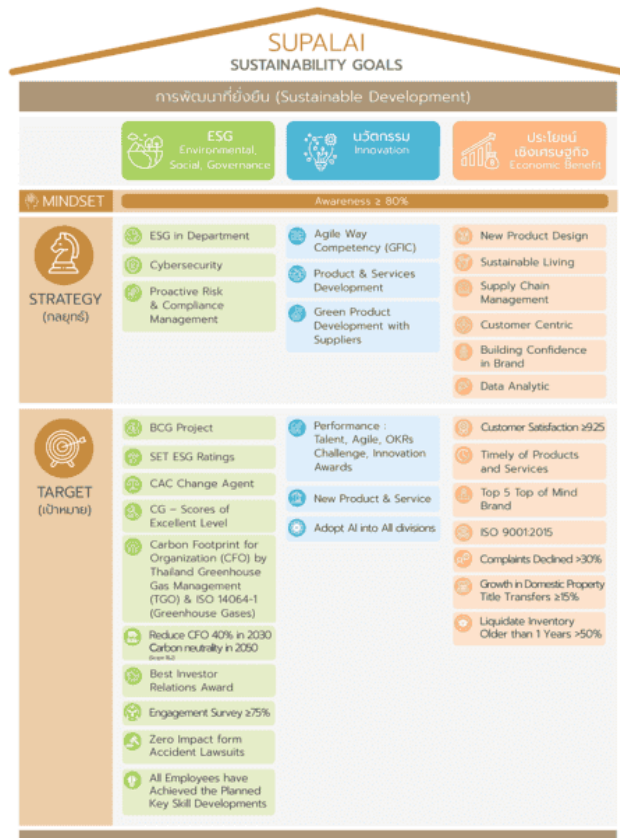 SUPALAI
SUSTAINABILITY GOALS
การพัฒนาที่ยั่งยืน (Sustainable Development)
ESG
Environmental,
Social, Governance
นวัตกรรม
Innovation
ประโยชน์
เชิงเศรษฐกิจ
Economic Benefit
MINDSET
Awareness ≥ 80%
STRATEGY
(กลยุทธ์)
ESG in Department
Cybersecurity
Proactive Risk
& Compliance
Management
Agile Way
Competency (GFIC)
Product & Services
Development
Green Product
Development with
Suppliers
New Product Design
Sustainable Living
Supply Chain
Management
Customer Centric
Building Confidence
in Brand
Data Analytic
TARGET
(เป้าหมาย)
BCG Project
SET ESG Ratings
CAC Change Agent
CG – Scores of
Excellent Level
Carbon Footprint for
Organization (CFO) by
Thailand Greenhouse
Gas Management
(TGO) & ISO 14064-1
(Greenhouse Gases)
Reduce CFO 40% in 2030
Carbon neutrality in 2050
(Scope 1&2)
Best Investor
Relations Award
Engagement Survey ≥75%
Zero Impact form
Accident Lawsuits
All Employees have
Achieved the Planned
Key Skill Developments
Performance :
Talent, Agile, OKRs
Challenge, Innovation
Awards
New Product & Service
Adopt AI into All divisions
Customer Satisfaction ≥92.5
Timely of Products
and Services
Top 5 Top of Mind
Brand
ISO 9001:2015
Complaints Declined >30%
Growth in Domestic Property
Title Transfers ≥15%
Liquidate Inventory
Older than 1 Years >50%